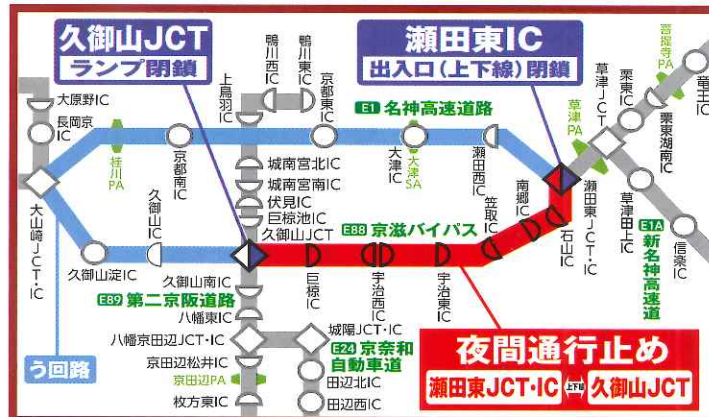 久御山JCT
ランプ閉鎖
瀬田東IC
出入口(上下線)閉鎖
鴨川西IC
鴨川東IC
上鳥羽IC
京都東IC
E1 名神高速道路
草津PA
草津JCT
栗東IC
栗東湖南IC
菩提寺PA
竜王IC
大原野IC
長岡京IC
桂川PA
京都南IC
大津IC
大津SA
瀬田西IC
城南宮北IC
城南宮南IC
伏見IC
巨椋池IC
久御山JCT
E88 京滋バイパス
笠取IC
南郷IC
石山IC
瀬田東JCT・IC
草津田上IC
信楽IC
E1A 新名神高速道
大山崎JCT・IC
久御山淀IC
久御山IC
久御山南IC
巨椋IC
宇治西IC
宇治東IC
E89 第二京阪道路
八幡東IC
八幡京田辺JCT・IC
城陽JCT・IC
E24 京奈和
自動車道
京田辺松井IC
京田辺PA
枚方東IC
田辺北IC
田辺西IC
う回路
夜間通行止め
瀬田東JCT・IC 上下線 久御山JCT